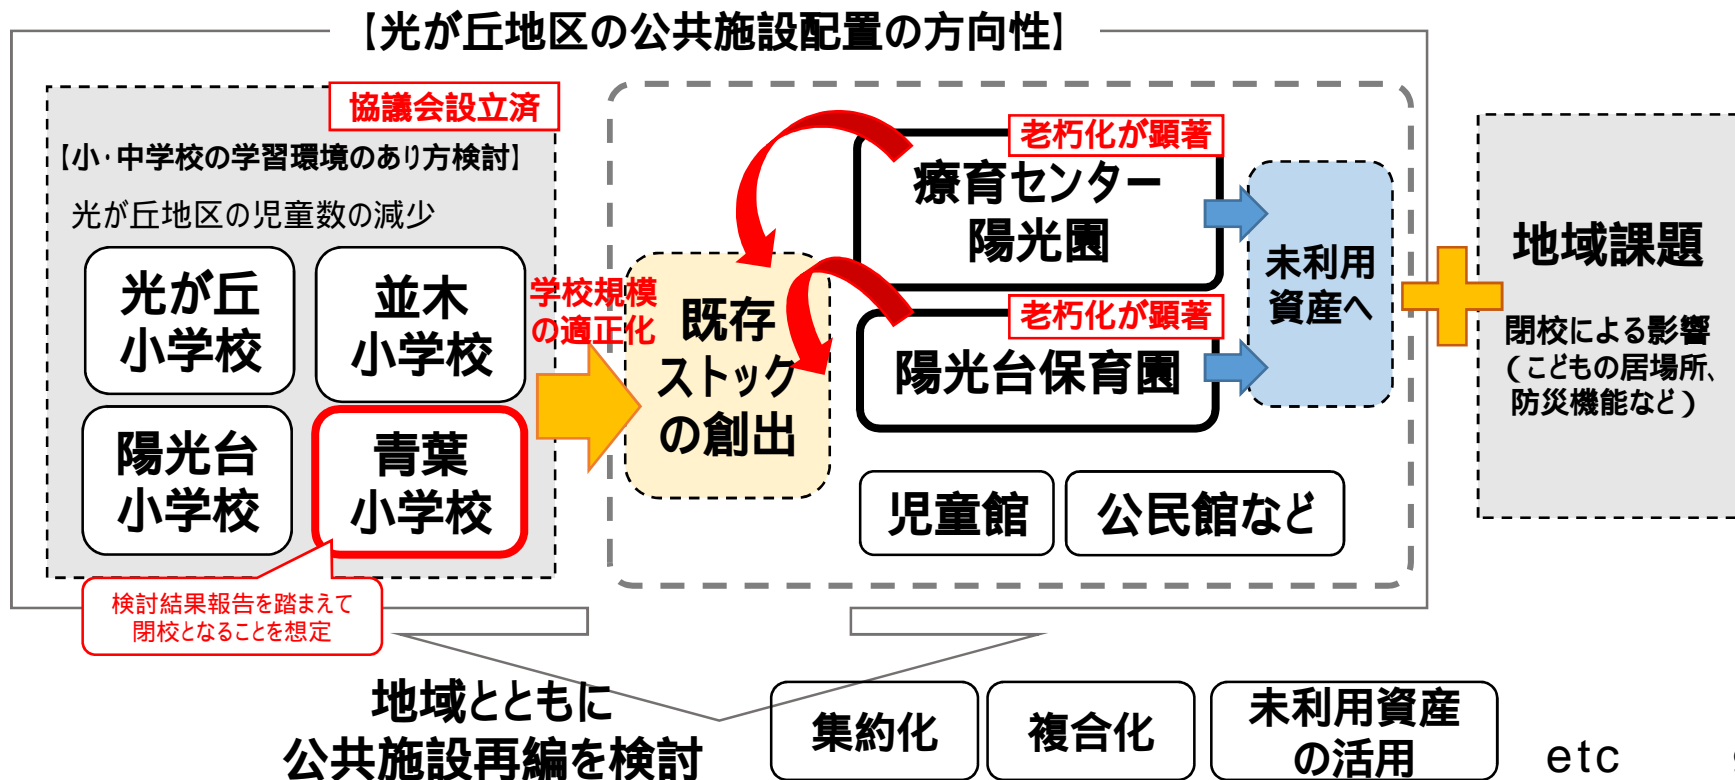 【光が丘地区の公共施設配置の方向性】
協議会設立済
【小・中学校の学習環境のあり方検討】
光が丘地区の児童数の減少
光が丘
小学校
並木
小学校
陽光台
小学校
青葉
小学校
検討結果報告を踏まえて
閉校となることを想定
学校規模
の適正化
既存
ストック
の創出
老朽化が顕著
療育センター
陽光園
老朽化が顕著
陽光台保育園
未利用
資産へ
児童館
公民館など
地域課題
閉校による影響
(こどもの居場所、
防災機能など)
地域とともに
公共施設再編を検討
集約化
複合化
未利用資産
の活用
etc